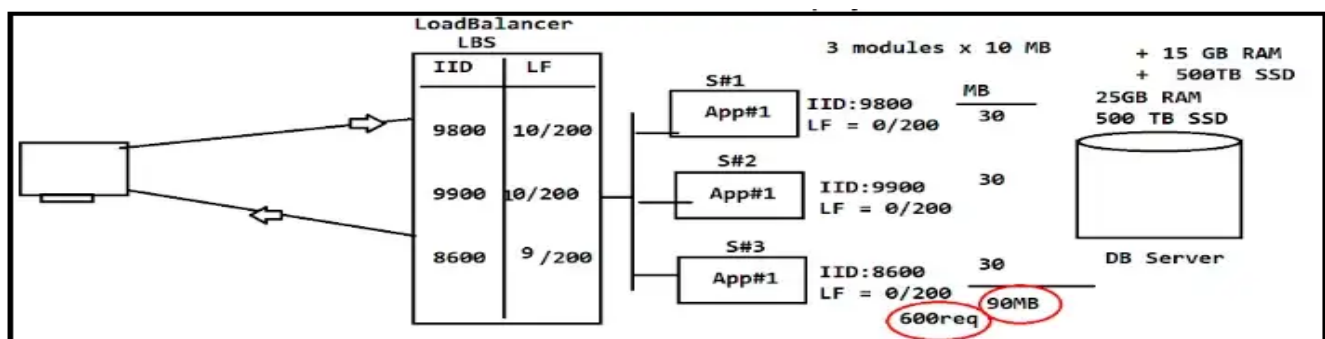 LoadBalancer
LBS
IID LF
9800 10/200
9900 10/200
8600 9/200
3 modules x 10 MB
S#1
App#1
IID:9800
LF = 0/200
MB
30
S#2
App#1
IID:9900
LF = 0/200
30
S#3
App#1
IID:8600
LF = 0/200
30
90MB
600req
+ 15 GB RAM
+ 500TB SSD
25GB RAM
500 TB SSD
DB Server